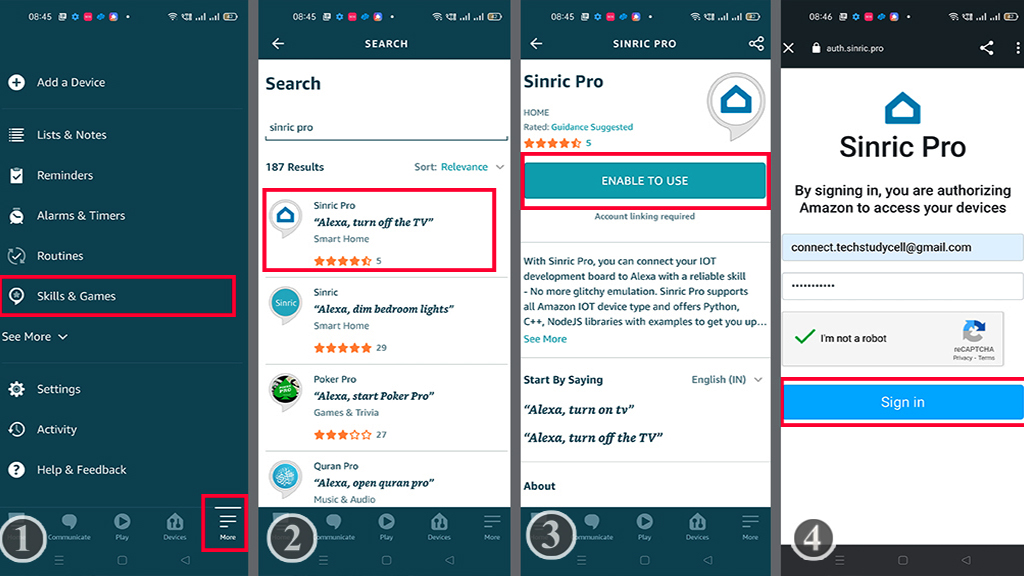 08:45
Add a Device
Lists & Notes
Reminders
Alarms & Timers
Routines
Skills & Games
See More
Settings
Activity
Help & Feedback
Communicate
Play
Devices
More
1
08:45
SEARCH
Search
sinric pro
187 Results
Sort: Relevance
Sinric Pro
“Alexa, turn off the TV”
Smart Home
5
Sinric
Sinric
“Alexa, dim bedroom lights”
Smart Home
29
Poker Pro
“Alexa, start Poker Pro”
Games & Trivia
27
Quran Pro
“Alexa, open quran pro”
Music & Audio
mmunicate
Play
Devices
More
2
08:45
SINRIC PRO
Sinric Pro
HOME
Rated: Guidance Suggested
5
ENABLE TO USE
Account linking required
With Sinric Pro, you can connect your IOT
development board to Alexa with a reliable skill
- No more glitchy emulation. Sinric Pro supports
all Amazon IOT device type and offers Python,
C++, NodeJS libraries with examples to get you up...
See More
Start By Saying
English (IN)
“Alexa, turn on tv”
“Alexa, turn off the TV”
About
mmunicate
Play
Devices
More
3
08:46
auth.sinric.pro
Sinric Pro
By signing in, you are authorizing
Amazon to access your devices
connect.techstudycell@gmail.com
•••••••••••
I'm not a robot
reCAPTCHA
Privacy - Terms
Sign in
4